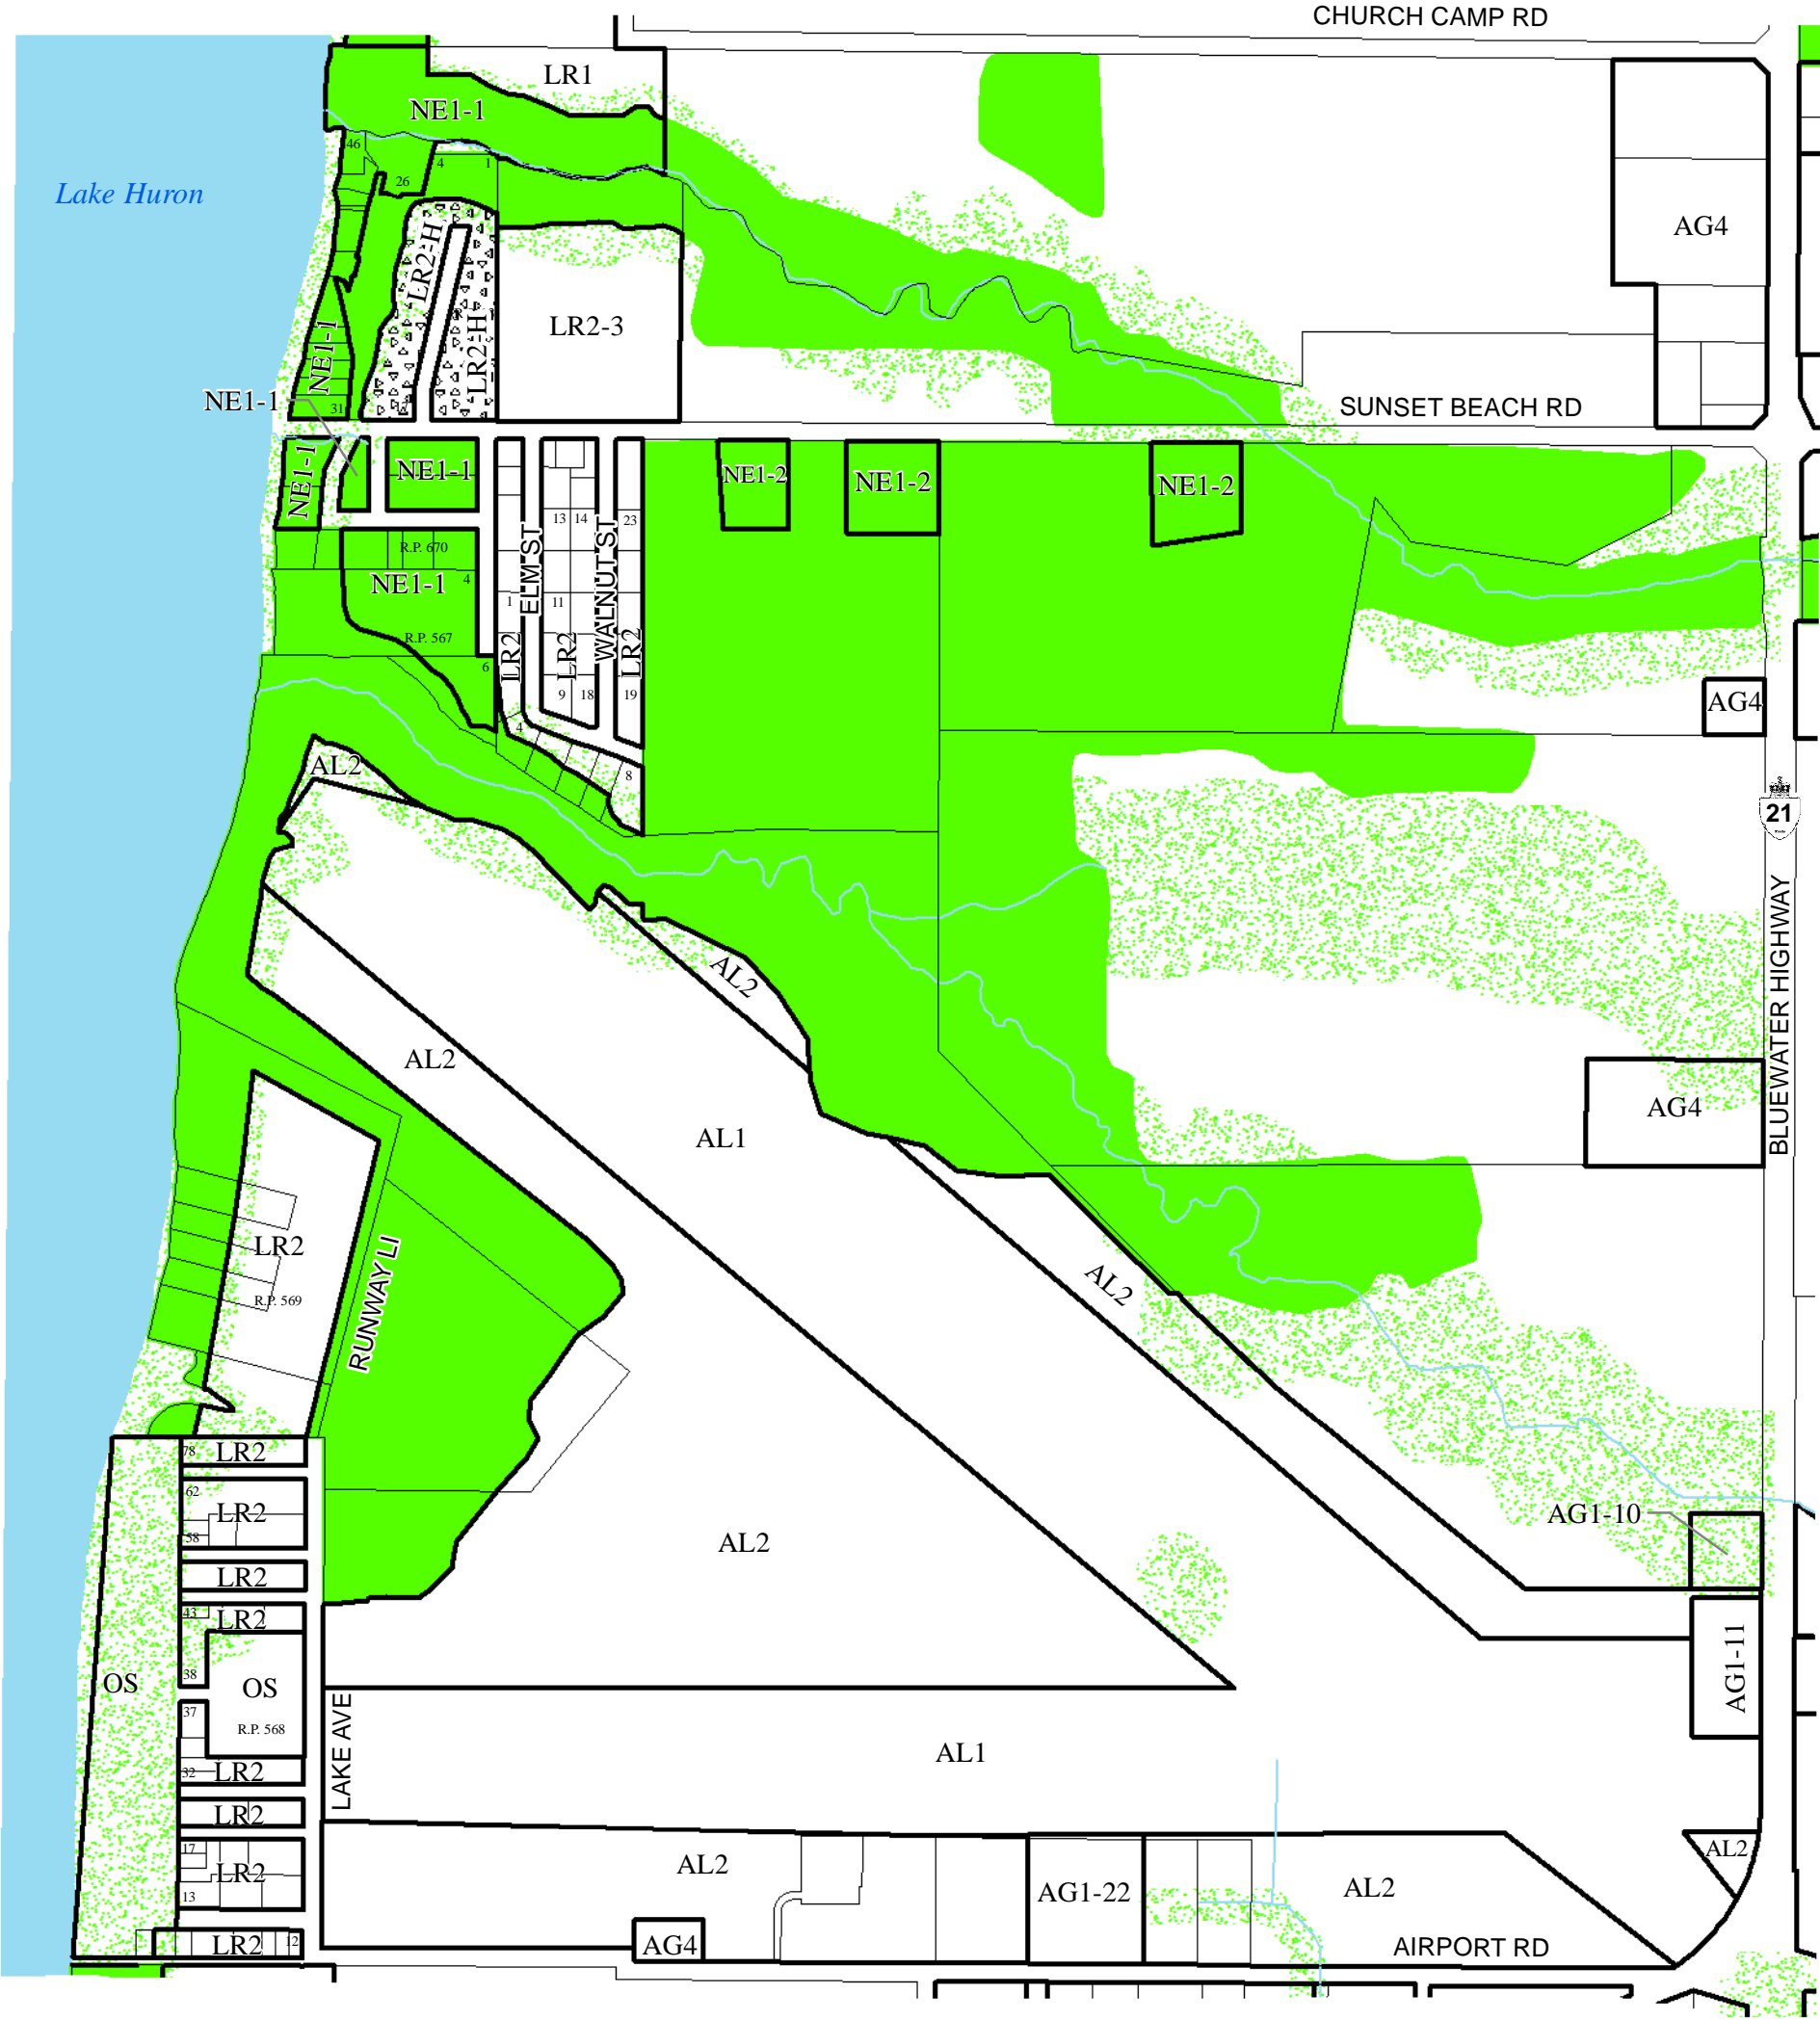 CHURCH CAMP RD
LR1
NE1-1
46
4
1
26
Lake Huron
AG4
LR2-H
LR2-H
LR2-3
NE1-1
NE1-1
31
SUNSET BEACH RD
NE1-1
NE1-1
NE1-2
NE1-2
NE1-2
13
14
23
R.P. 670
NE1-1
4
1
11
ELM ST
WALNUT ST
R.P. 567
LR2
LR2
LR2
6
9
18
19
4
8
AG4
AL2
21
BLUEWATER HIGHWAY
AL2
AL2
AG4
AL1
LR2
R.P. 569
RUNWAY LI
AL2
78
LR2
62
LR2
58
AG1-10
AL2
LR2
43
LR2
38
OS
OS
AG1-11
37
R.P. 568
LAKE AVE
32
LR2
AL1
LR2
17
LR2
13
AL2
AG1-22
AL2
AL2
LR2
12
AG4
AIRPORT RD